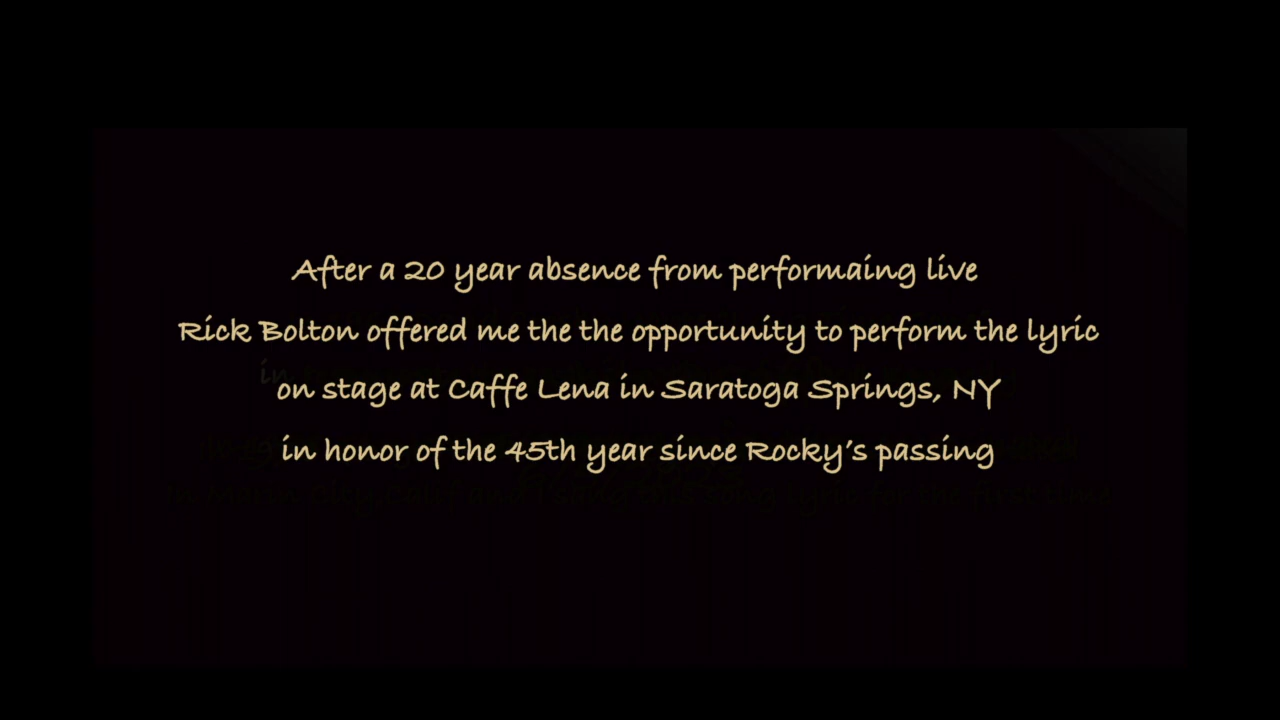 After a 20 year absence from performaing live
Rick Bolton offered me the the opportunity to perform the lyric
on stage at Caffe Lena in Saratoga Springs, NY
in honor of the 45th year since Rocky's passing